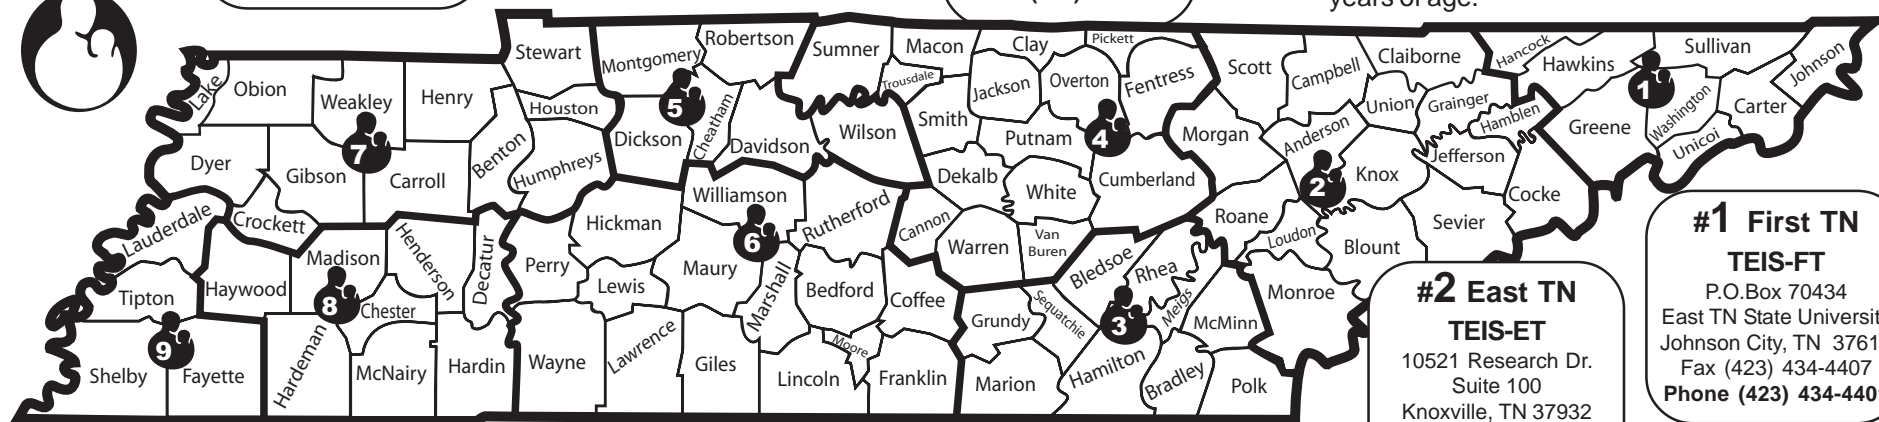 years of age.
Stewart
Montgomery
Robertson
Sumner
Macon
Trousdale
Clay
Pickett
Jackson
Overton
Fentress
Scott
Campbell
Claiborne
Hancock
Hawkins
Sullivan
Johnson
Lake
Obion
Weakley
Henry
Houston
5
Cheatham
Smith
4
Union
Grainger
Hamblen
1
Washington
Carter
Dyer
7
Gibson
Carroll
Benton
Humphreys
Dickson
Davidson
Wilson
Putnam
Morgan
Anderson
Knox
Jefferson
Greene
Unicoi
Dekalb
White
Cumberland
2
Cocke
Lauderdale
Crockett
Henderson
Decatur
Hickman
Williamson
6
Rutherford
Cannon
Warren
Van
Buren
Roane
Loudon
Blount
Sevier
Tipton
Haywood
Madison
8
Chester
Perry
Lewis
Maury
Marshall
Bedford
Coffee
Bledsoe
Rhea
Meigs
Monroe
9
Shelby
Fayette
Hardeman
McNairy
Hardin
Wayne
Lawrence
Giles
Lincoln
Moore
Franklin
Grundy
Sequatchie
Marion
3
Hamilton
McMinn
Bradley
Polk
#2 East TN
TEIS-ET
10521 Research Dr.
Suite 100
Knoxville, TN 37932
#1 First TN
TEIS-FT
P.O.Box 70434
East TN State Universit
Johnson City, TN 3761
Fax (423) 434-4407
Phone (423) 434-440